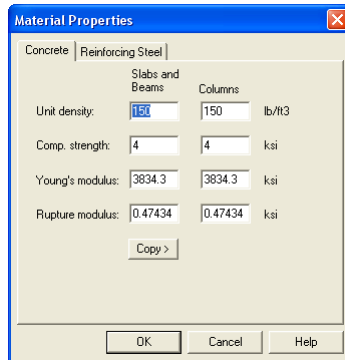 Material Properties
Concrete Reinforcing Steel
Slabs and
Beams Columns
Unit density: 150 150 lb/ft3
Comp. strength: 4 4 ksi
Young's modulus: 3834.3 3834.3 ksi
Rupture modulus: 0.47434 0.47434 ksi
Copy >
OK Cancel Help